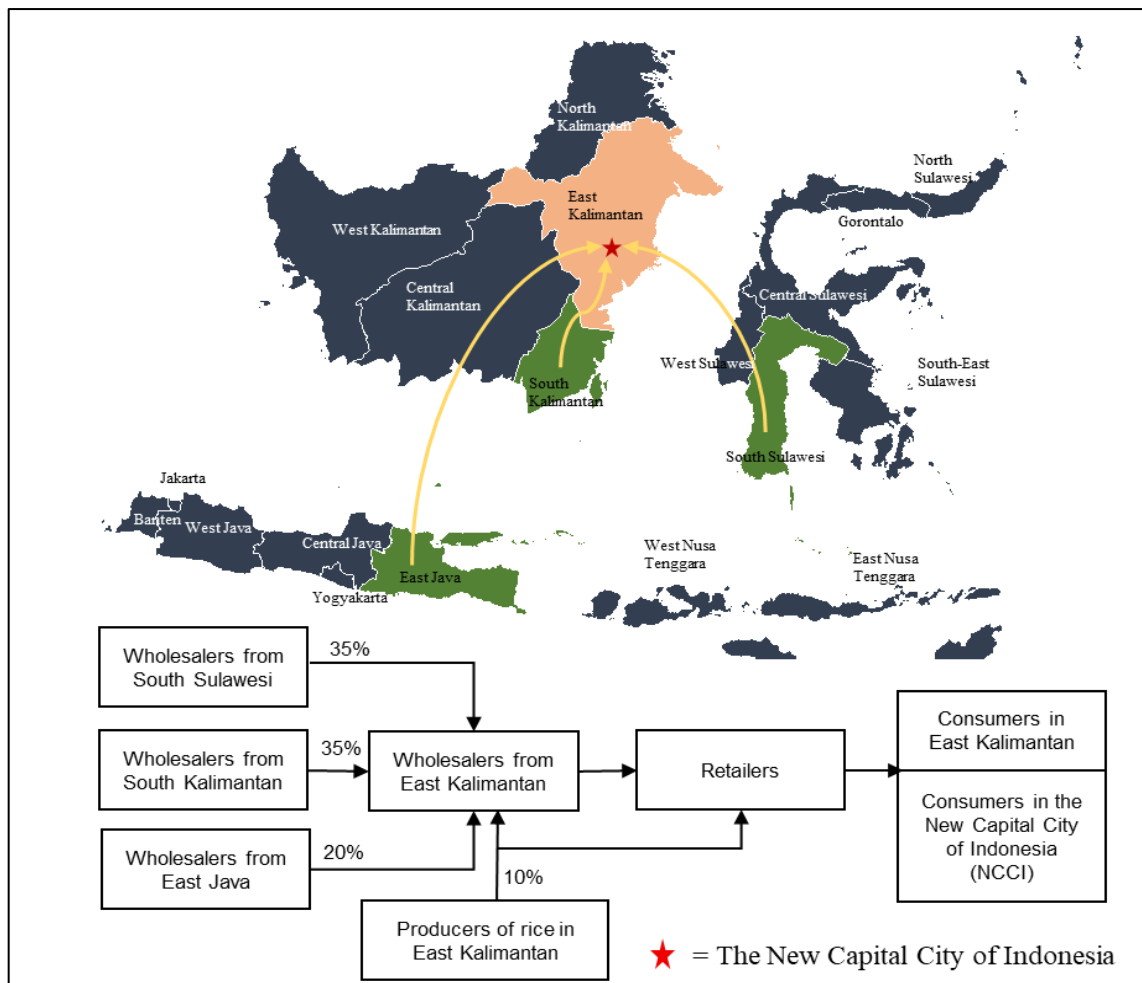 North
Kalimantan
North
Sulawesi
East
Kalimantan
Gorontalo
West Kalimantan
Central
Kalimantan
Central Sulawesi
West Sulawesi
South-East
Sulawesi
South
Kalimantan
South Sulawesi
Jakarta
Banten
West Java
Central Java
East Java
Yogyakarta
West Nusa
Tenggara
East Nusa
Tenggara
Wholesalers from
South Sulawesi
35%
Wholesalers from
South Kalimantan
35%
Wholesalers from
East Kalimantan
Retailers
Consumers in
East Kalimantan
Consumers in the
New Capital City
of Indonesia
(NCCI)
Wholesalers from
East Java
20%
10%
Producers of rice in
East Kalimantan
= The New Capital City of Indonesia